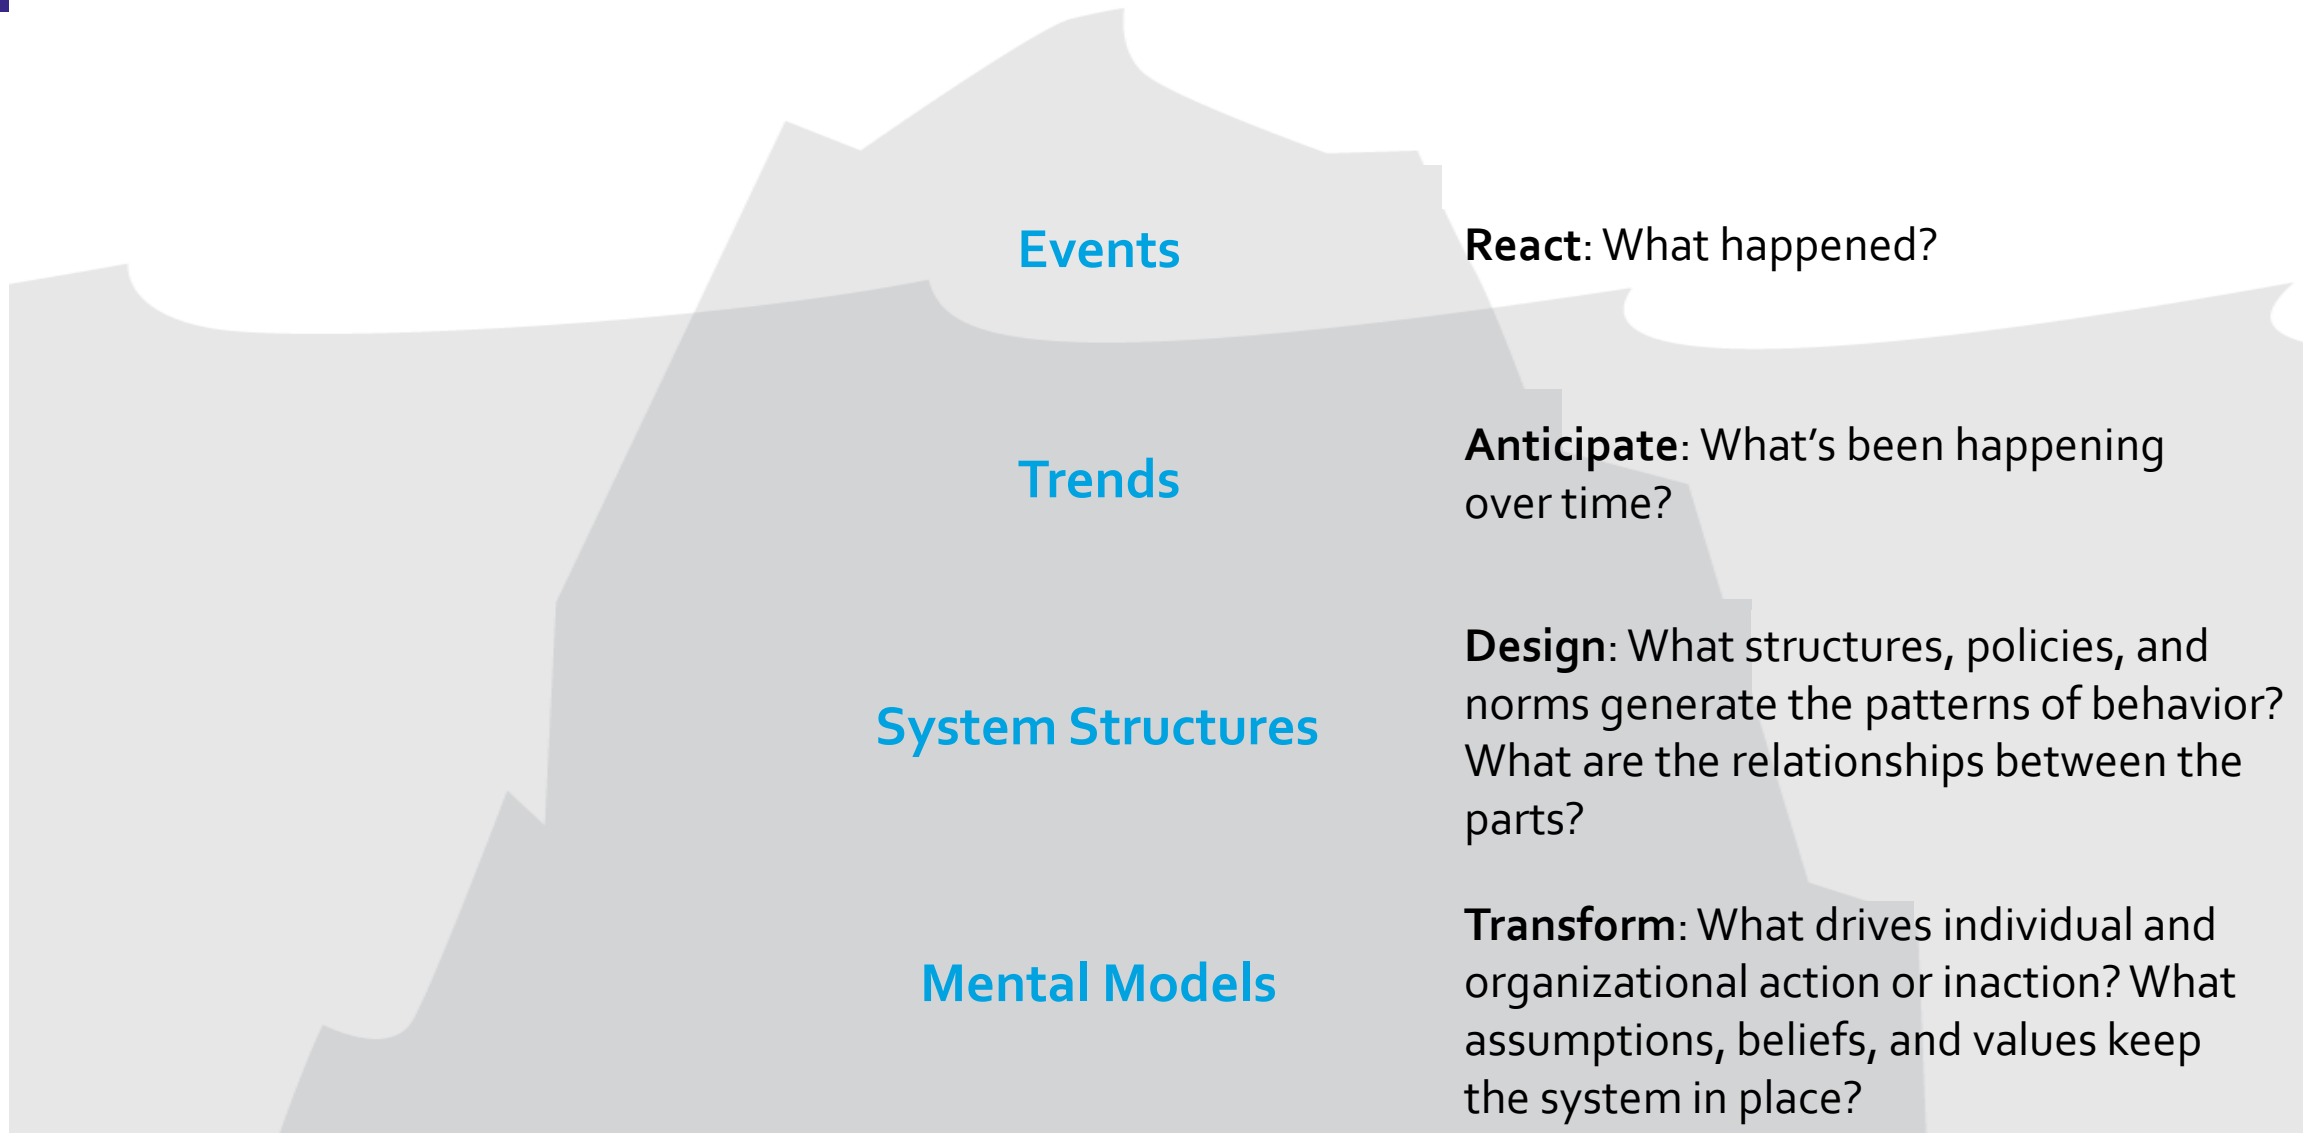 Events
React: What happened?
Trends
Anticipate: What’s been happening
over time?
System Structures
Design: What structures, policies, and
norms generate the patterns of behavior?
What are the relationships between the
parts?
Mental Models
Transform: What drives individual and
organizational action or inaction? What
assumptions, beliefs, and values keep
the system in place?